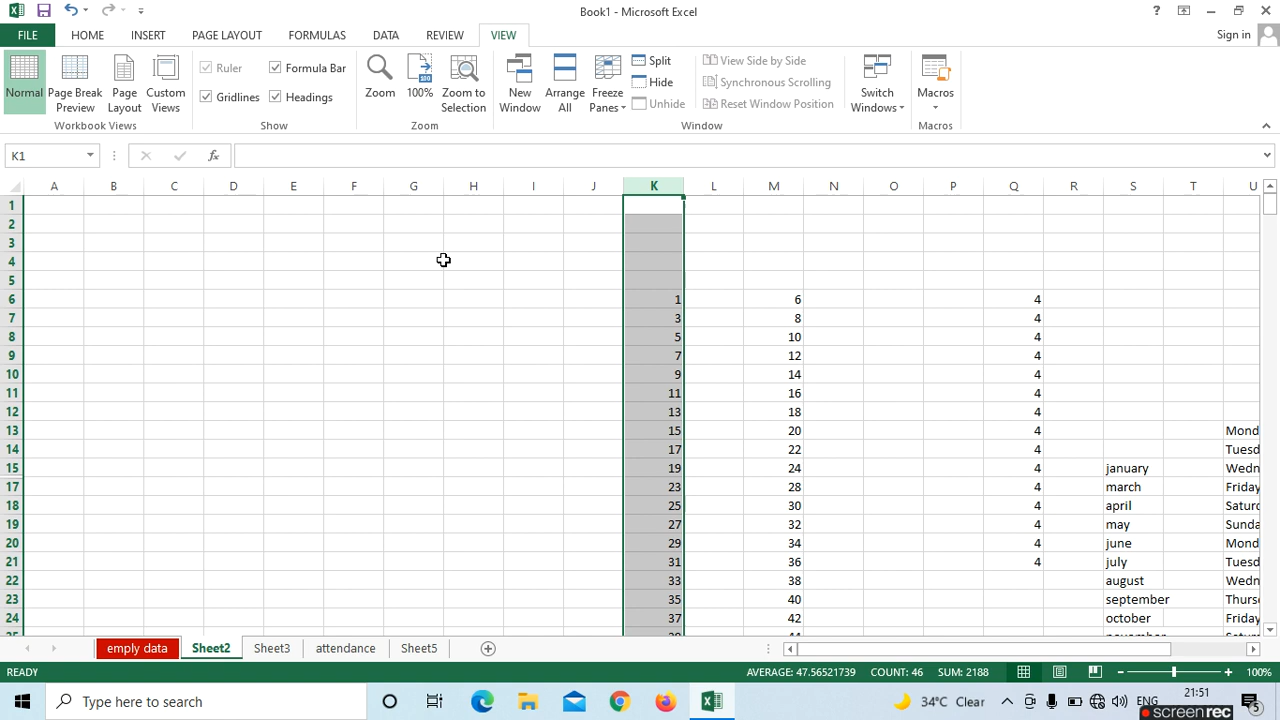 Book1 - Microsoft Excel
?
FILE HOME INSERT PAGE LAYOUT FORMULAS DATA REVIEW VIEW Sign in
Normal
Page Break Preview
Page Layout
Custom Views
Workbook Views
Ruler
Formula Bar
Gridlines
Headings
Show
Zoom
100%
Zoom to Selection
Zoom
New Window
Arrange All
Freeze Panes
Split
Hide
Unhide
View Side by Side
Synchronous Scrolling
Reset Window Position
Window
Switch Windows
Macros
Macros
K1
fx
A B C D E F G H I J K L M N O P Q R S T U
1
2
3
4
5
6 1 6 4
7 3 8 4
8 5 10 4
9 7 12 4
10 9 14 4
11 11 16 4
12 13 18 4
13 15 20 4 Mond
14 17 22 4 Tuesd
15 19 24 4 january Wedn
17 23 28 4 march Friday
18 25 30 4 april Saturd
19 27 32 4 may Sunda
20 29 34 4 june Mond
21 31 36 4 july Tuesd
22 33 38 august Wedn
23 35 40 september Thurs
24 37 42 october Friday
emply data Sheet2 Sheet3 attendance Sheet5
READY AVERAGE: 47.56521739 COUNT: 46 SUM: 2188 100%
Type here to search
34°C Clear
ENG
21:51
5
screenrec